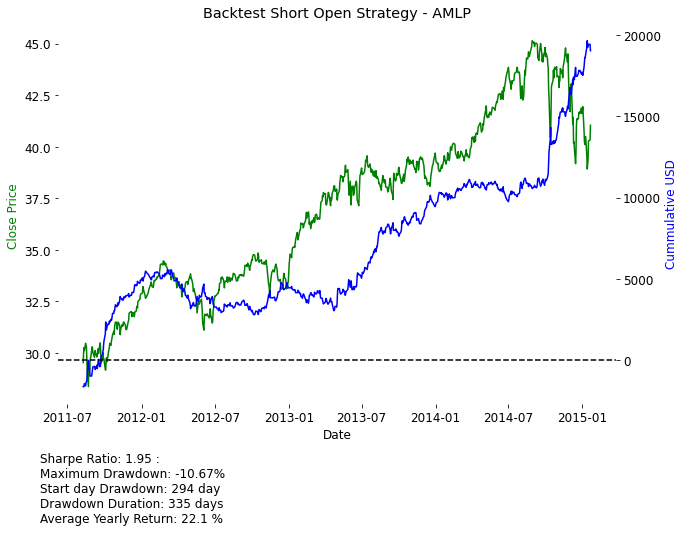 Backtest Short Open Strategy - AMLP
45.0
42.5
40.0
37.5
35.0
32.5
30.0
Close Price
20000
15000
10000
5000
0
Cummulative USD
2011-07 2012-01 2012-07 2013-01 2013-07 2014-01 2014-07 2015-01
Date
Sharpe Ratio: 1.95 :
Maximum Drawdown: -10.67%
Start day Drawdown: 294 day
Drawdown Duration: 335 days
Average Yearly Return: 22.1 %